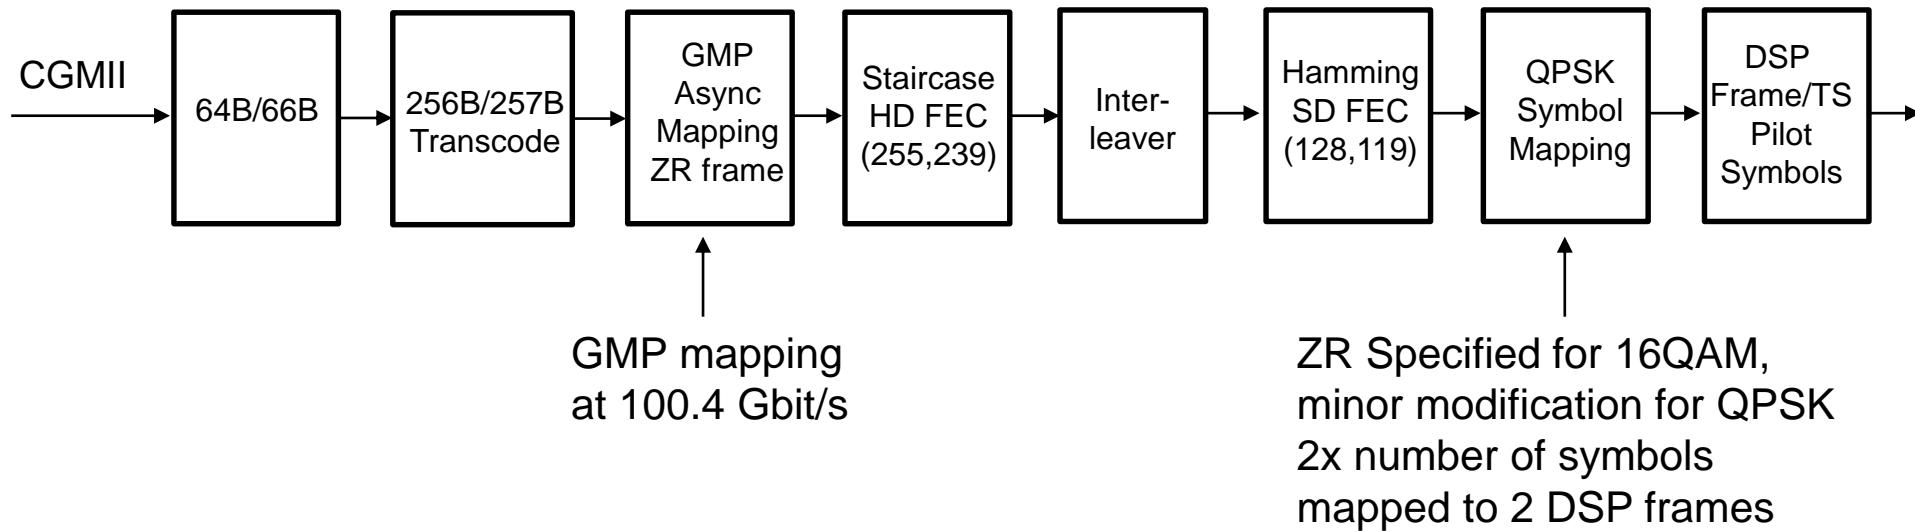 CGMII
64B/66B
256B/257B
Transcode
GMP
Async
Mapping
ZR frame
Staircase
HD FEC
(255,239)
Inter-
leaver
Hamming
SD FEC
(128,119)
QPSK
Symbol
Mapping
DSP
Frame/TS
Pilot
Symbols
GMP mapping
at 100.4 Gbit/s
ZR Specified for 16QAM,
minor modification for QPSK
2x number of symbols
mapped to 2 DSP frames